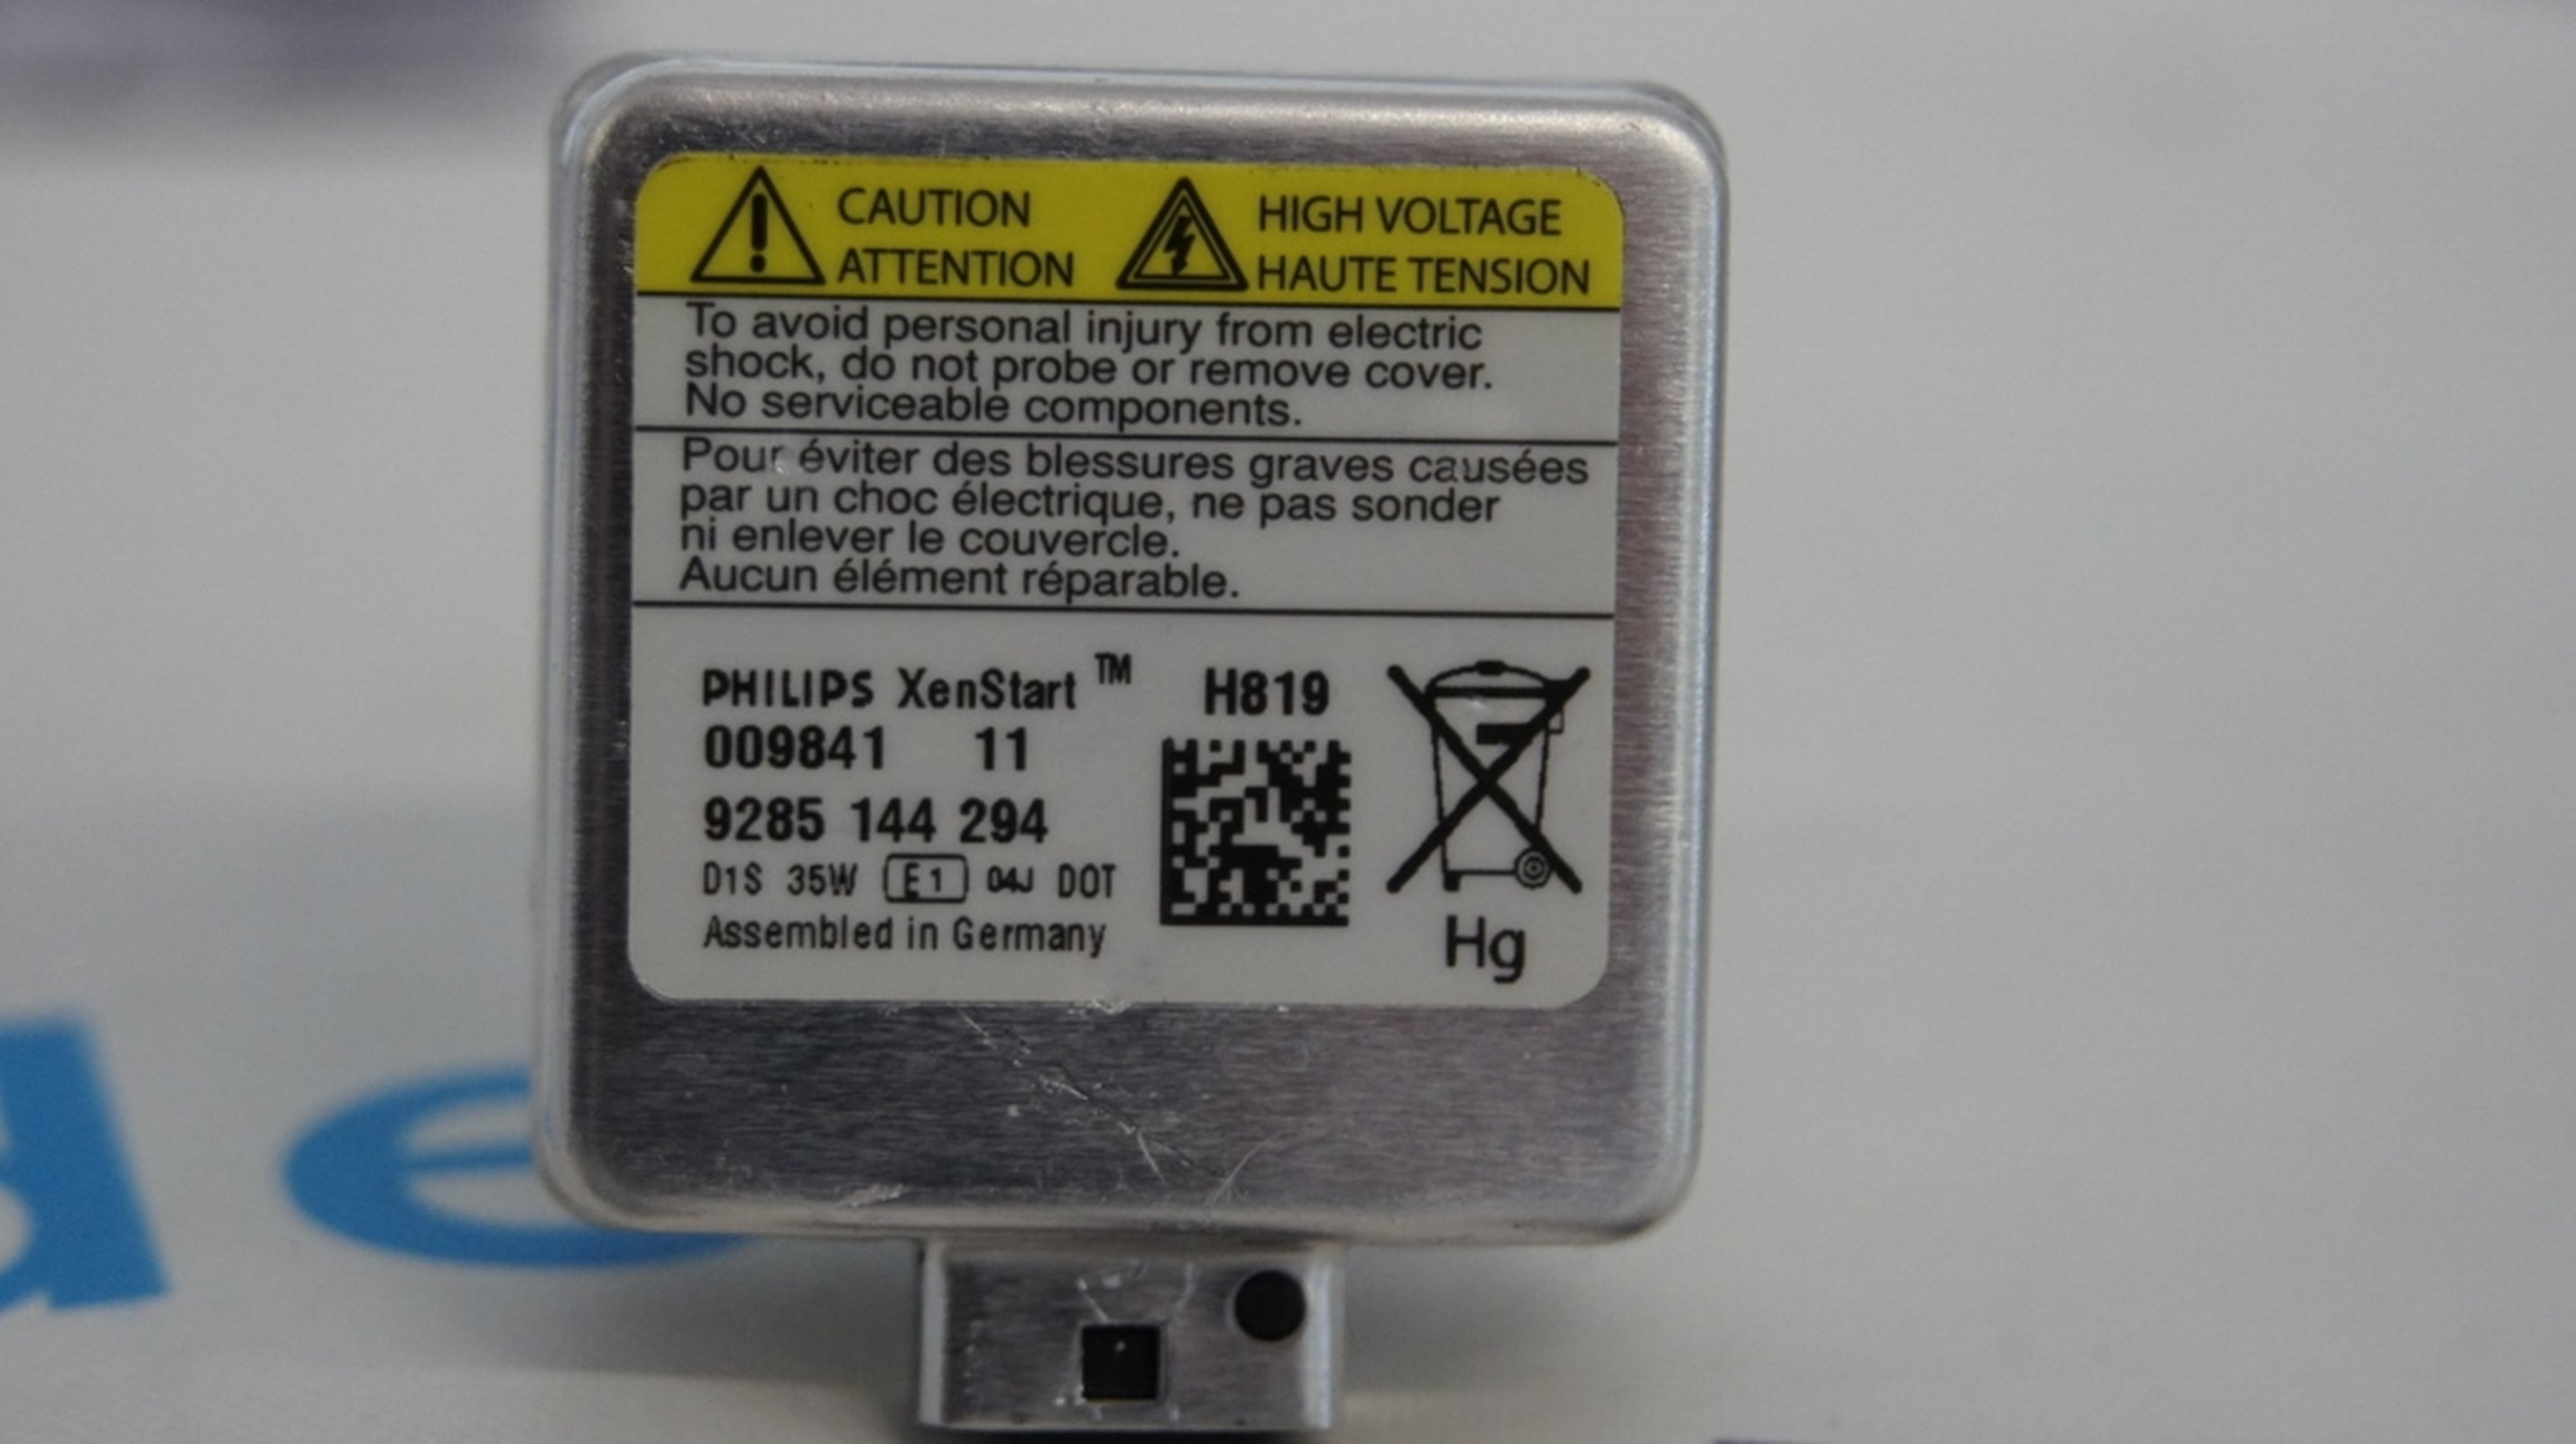 CAUTION
ATTENTION
HIGH VOLTAGE
HAUTE TENSION
To avoid personal injury from electric
shock, do not probe or remove cover.
No serviceable components.
Pour éviter des blessures graves causées
par un choc électrique, ne pas sonder
ni enlever le couvercle.
Aucun élément réparable.
PHILIPS XenStart ™ H819
009841 11
9285 144 294
D1S 35W E1 04J DOT
Assembled in Germany
Hg
de